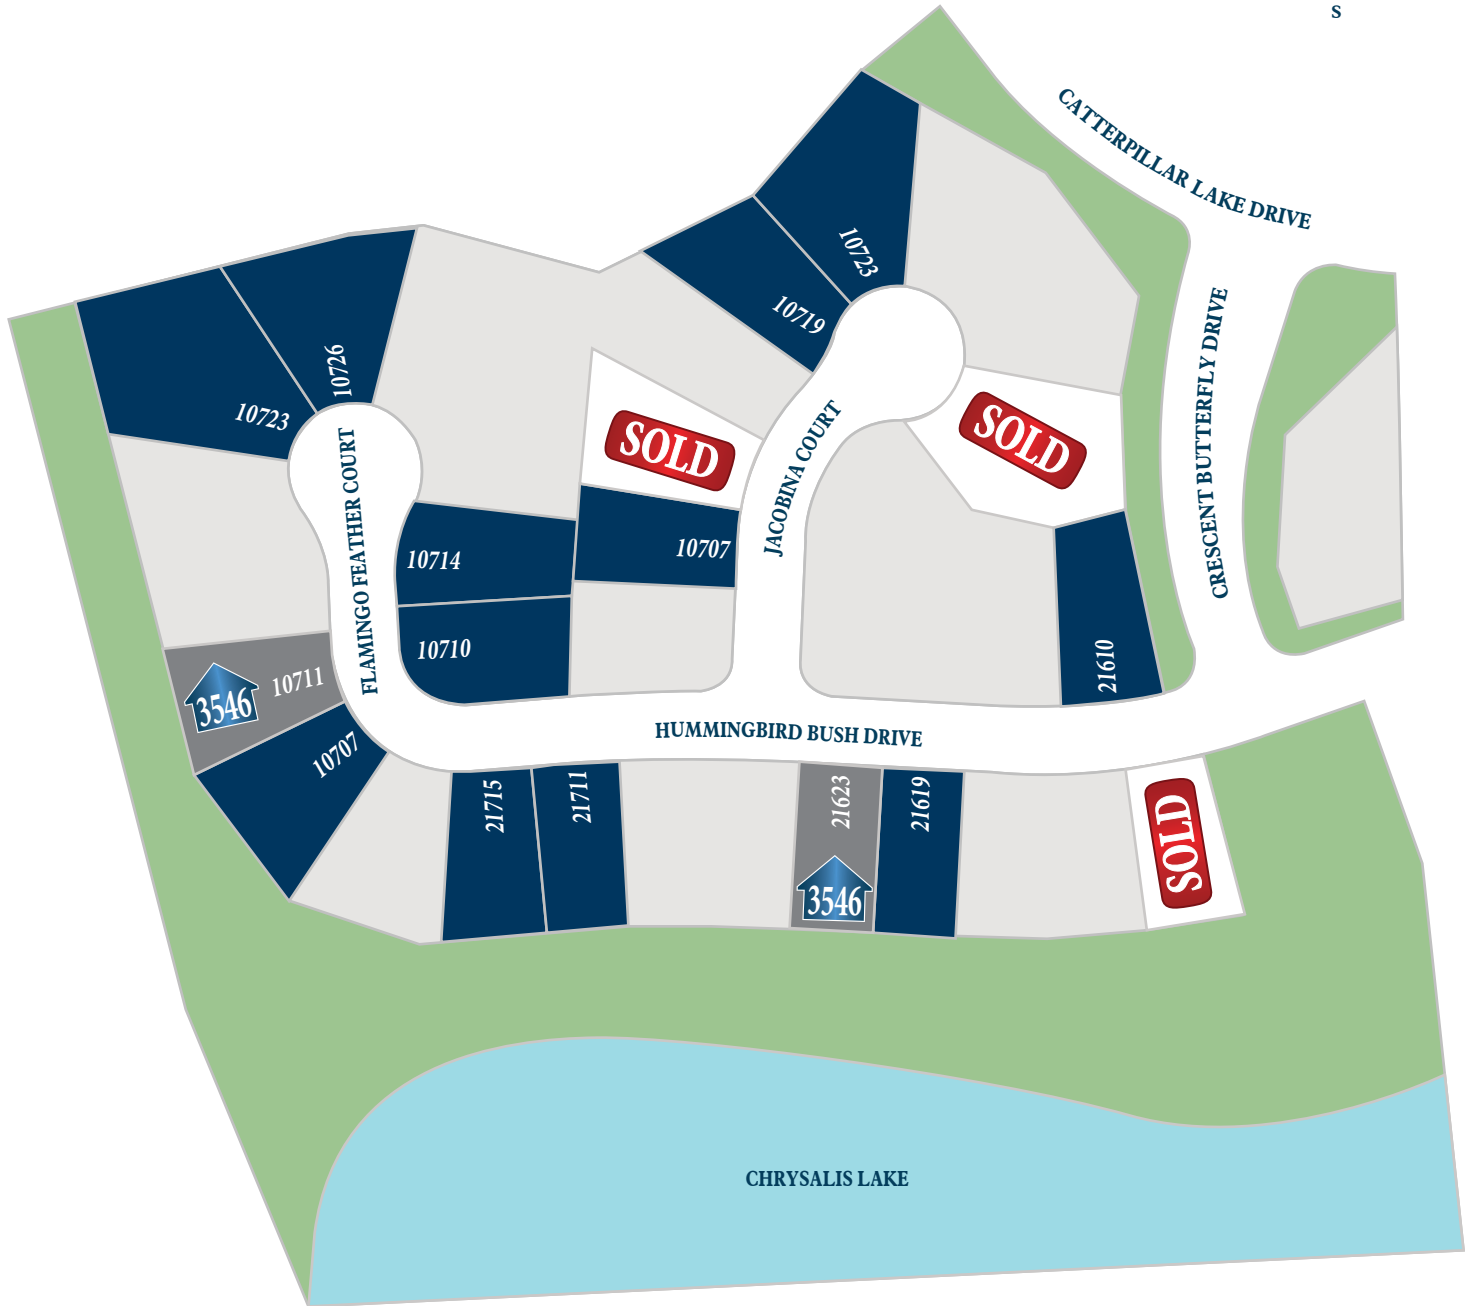 S
CATTERPILLAR LAKE DRIVE
10723
10719
CRESCENT BUTTERFLY DRIVE
10726
10723
FLAMINGO FEATHER COURT
SOLD
JACOBINA COURT
SOLD
10714
10707
10710
21610
10711
3546
10707
HUMMINGBIRD BUSH DRIVE
21715
21711
21623
3546
21619
SOLD
CHRYSALIS LAKE